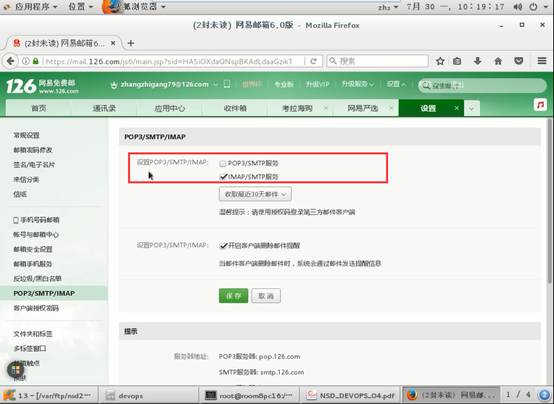 应用程序 位置 狐浏览器 zh 7月 30 一, 10∶19∶17
(2封未读) 网易邮箱6.0版 - Mozilla Firefox
(2封未读) 网易邮箱6...
https://mail.126.com/js6/main.jsp?sid=HASiOXdaQNspBKAdLdaaGzikT
搜索
126 网易免费邮 www.126.com
zhangzhigang79@126.com 世界杯 专业版 升级VIP 升级服务 设置
首页 通讯录 应用中心 收件箱 考拉海购 网易严选 设置
常规设置
邮箱密码修改
签名/电子名片
来信分类
信纸
手机号码邮箱
帐号与邮箱中心
邮箱安全设置
邮箱手机服务
反垃圾/黑白名单
POP3/SMTP/IMAP
客户端授权密码
文件夹和标签
多标签窗口
邮箱触点
POP3/SMTP/IMAP
设置POP3/SMTP/IMAP: POP3/SMTP服务
IMAP/SMTP服务
收取最近30天邮件
温馨提示：请使用授权码登录第三方邮件客户端
设置POP3/SMTP/IMAP: 开启客户端删除邮件提醒
当邮件客户端删除邮件时，系统会通过邮件发送提醒信息
保存 取消
提示
服务器地址: POP3服务器: pop.126.com
SMTP服务器: smtp.126.com
13 - [/var/ftp/nsd2... devops root@room8pc16:/ NSD_DEVOPS_04.pdf (2封未读) 网易邮... 1 / 4